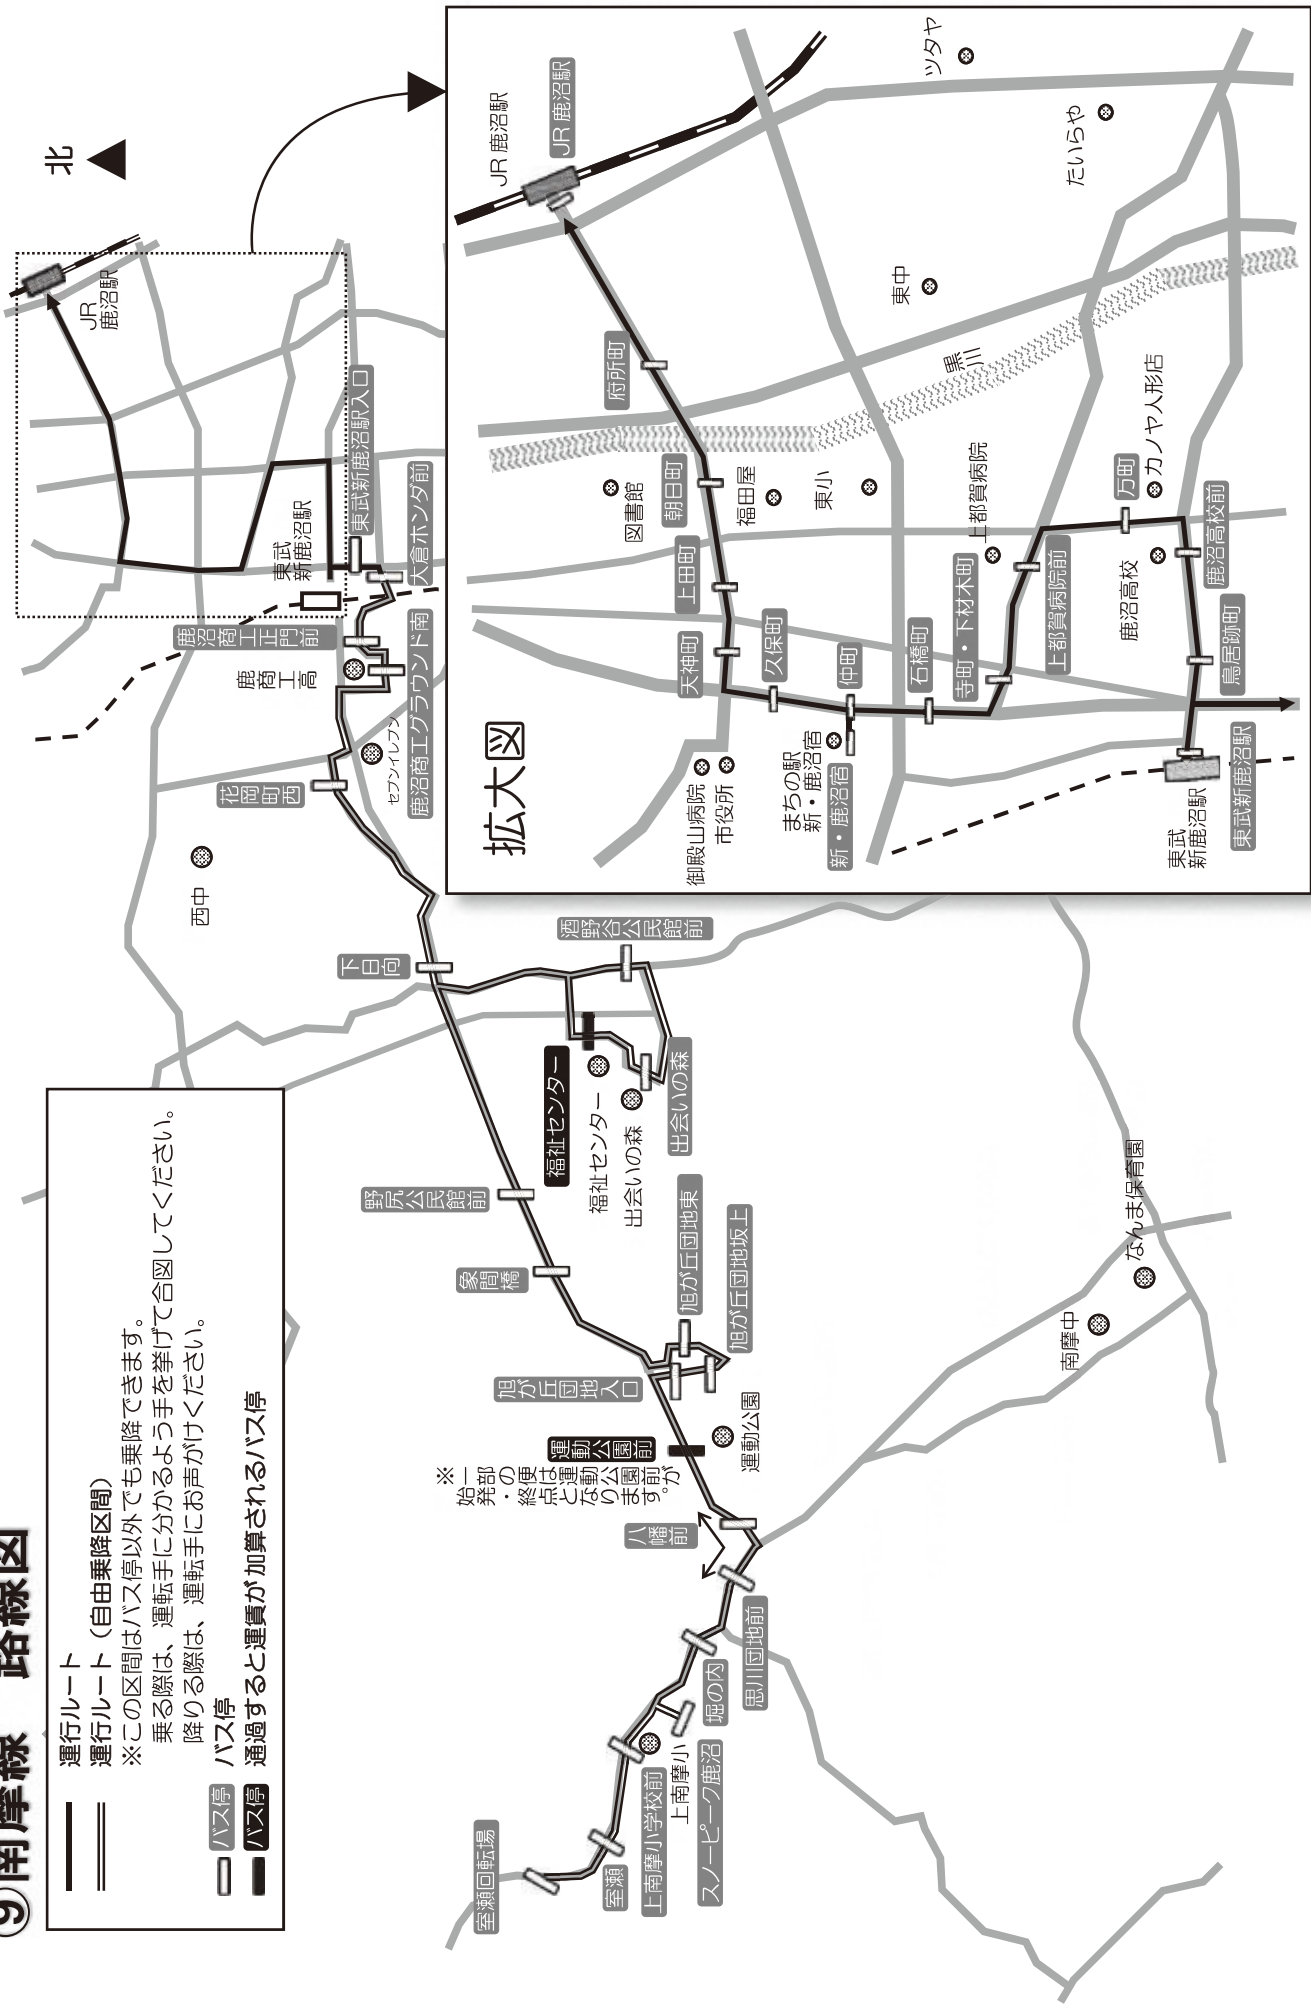 ⑨南摩線　路線図
運行ルート
運行ルート（自由乗降区間）
※この区間はバス停以外でも乗降できます。
乗る際は、運転手に分かるよう手を挙げて合図してください。
降りる際は、運転手にお声がけください。
バス停 バス停
バス停 通過すると運賃が加算されるバス停
北
JR
鹿沼駅
東武
新鹿沼駅
東武新鹿沼駅入口
大倉ホンダ前
鹿沼商工正門前
鹿商工高
鹿沼商工グラウンド南
セブンイレブン
花岡町西
西中
下日向
酒野谷公民館前
福祉センター
福祉センター
出会いの森
出会いの森
野尻公民館前
象間橋
旭が丘団地東
旭が丘団地坂上
旭が丘団地入口
運動公園前
運動公園
※一部の便は運動公園前が
始発・終点となります。
八幡前
思川団地前
堀の内
スノーピーク鹿沼
上南摩小
上南摩小学校前
室瀬
室瀬回転場
南摩中
なんま保育園
拡大図
JR 鹿沼駅
JR 鹿沼駅
ツタヤ
たいらや
東中
黒川
府所町
図書館
朝日町
福田屋
東小
上田町
天神町
久保町
仲町
石橋町
寺町・下材木町
上都賀病院
上都賀病院前
万町
カノヤ人形店
鹿沼高校
鹿沼高校前
鳥居跡町
御殿山病院
市役所
まちの駅
新・鹿沼宿
新・鹿沼宿
東武
新鹿沼駅
東武新鹿沼駅